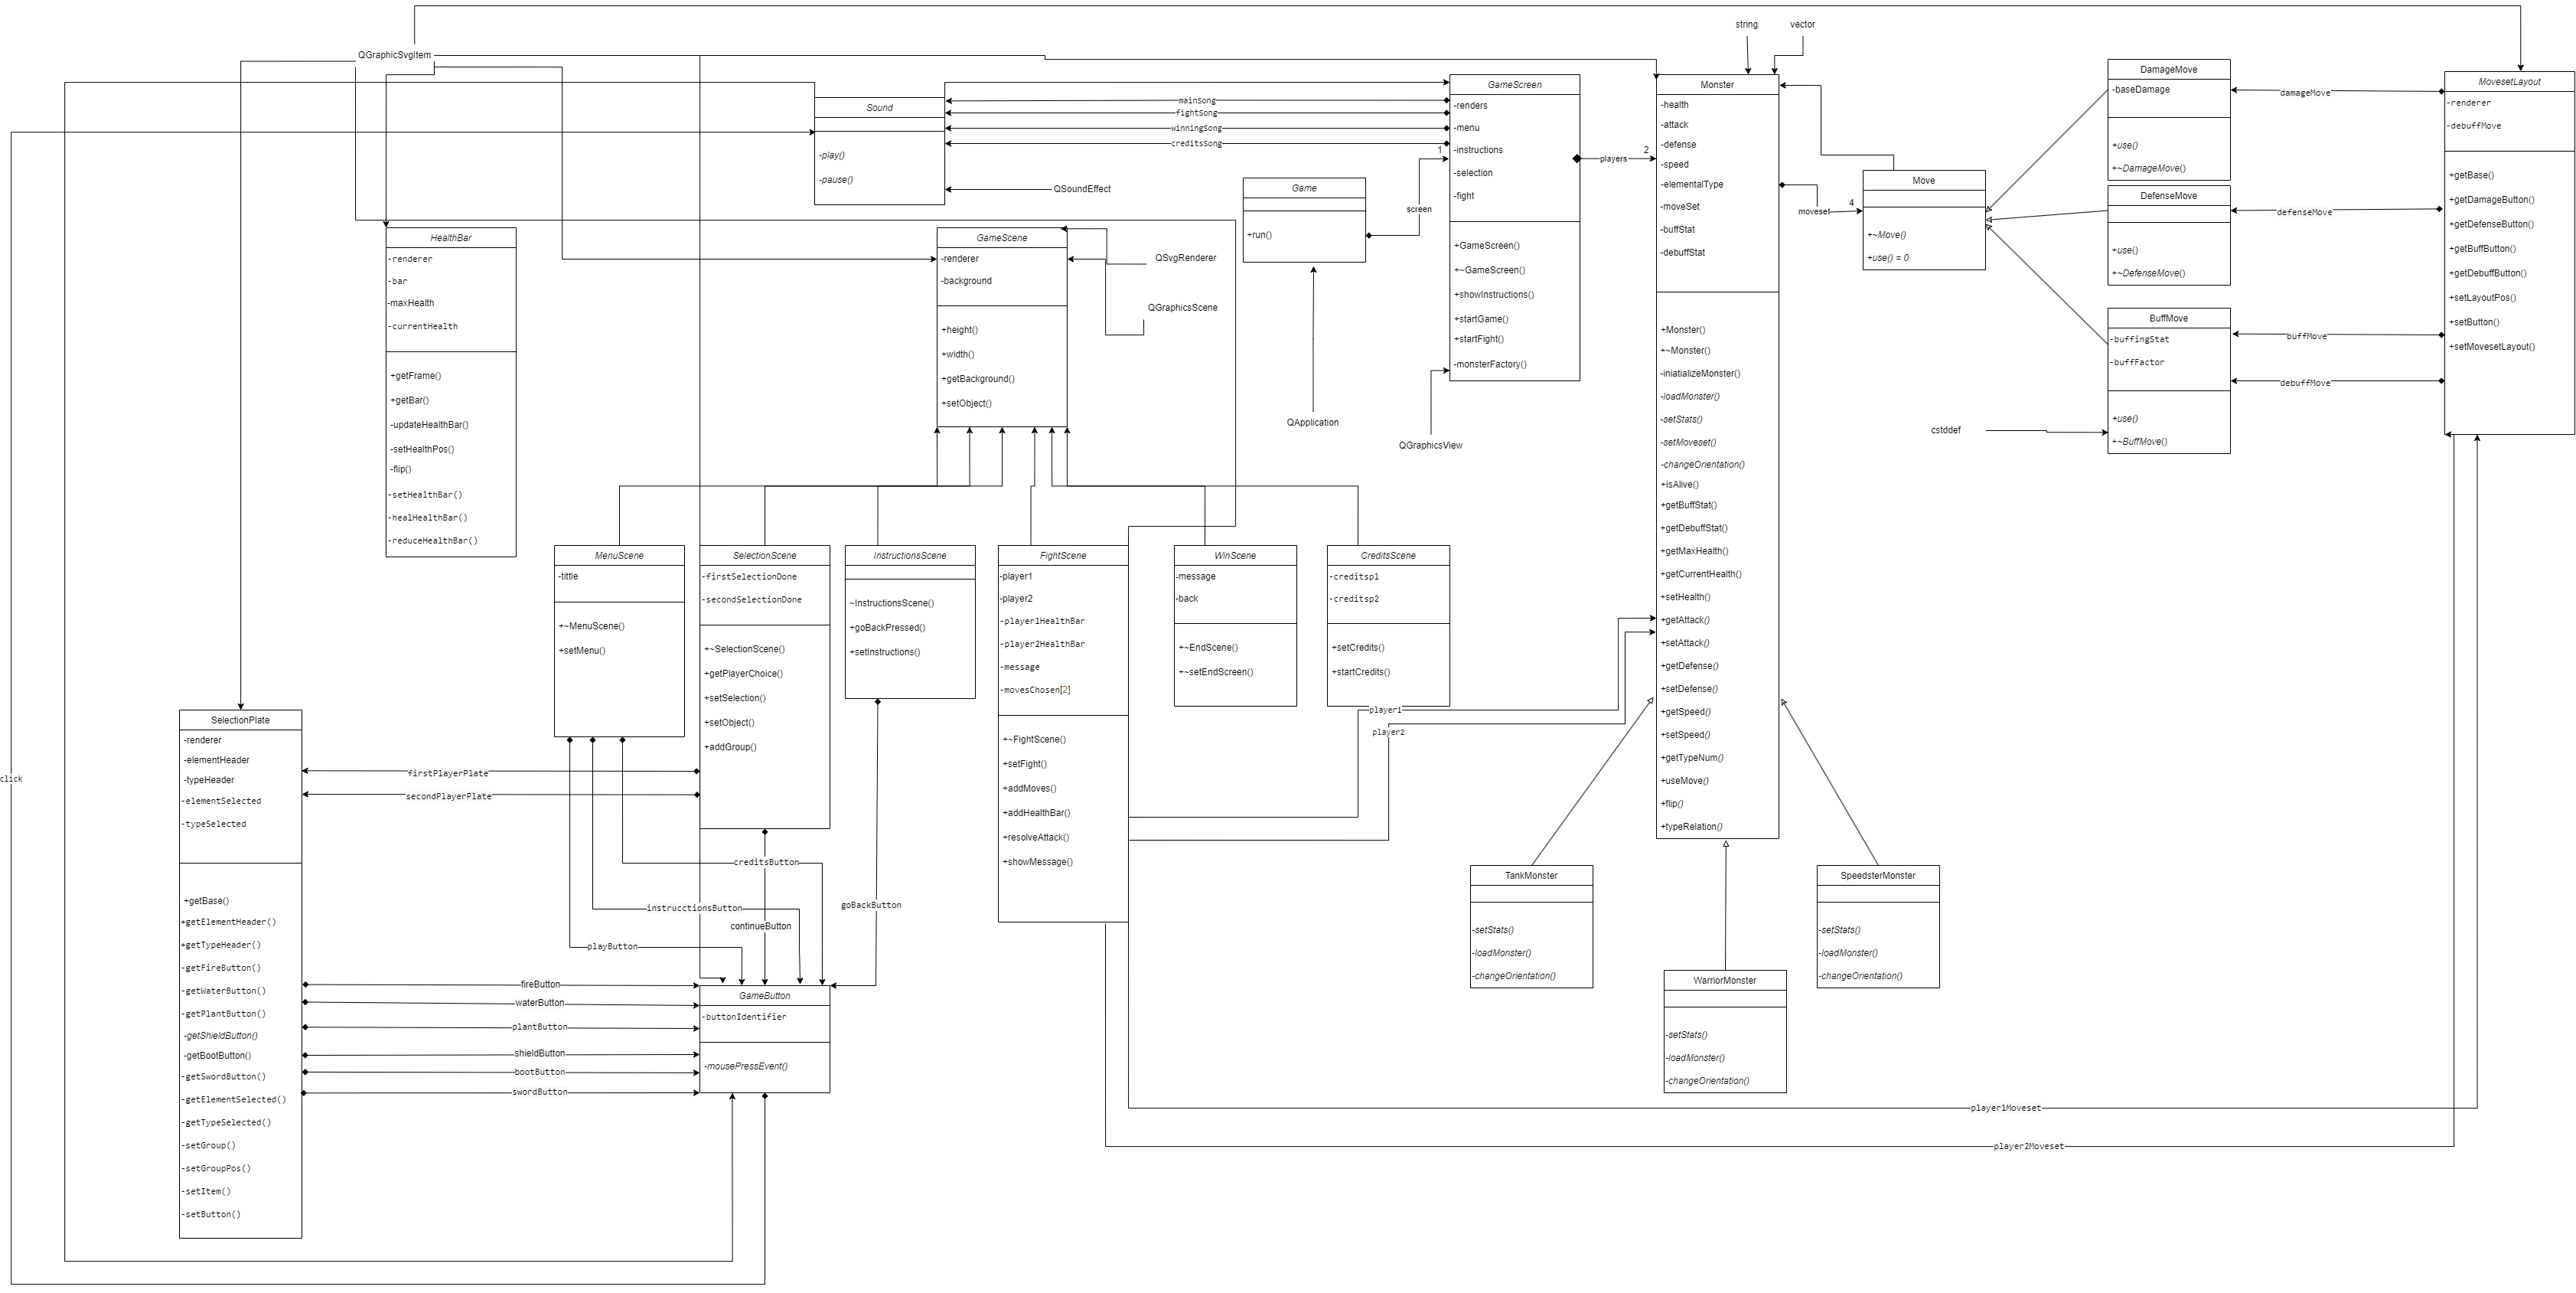 string
vector
QGraphicSvgItem
Sound
-play()
-pause()
QSoundEffect
mainSong
fightSong
winningSong
creditsSong
GameScreen
-renders
-menu
-instructions
-selection
-fight
+GameScreen()
+~GameScreen()
+showInstructions()
+startGame()
+startFight()
-monsterFactory()
1
players
2
screen
Game
+run()
QApplication
QGraphicsView
Monster
-health
-attack
-defense
-speed
-elementalType
-moveSet
-buffStat
-debuffStat
+Monster()
+~Monster()
-iniatializeMonster()
-loadMonster()
-setStats()
-setMoveset()
-changeOrientation()
+isAlive()
+getBuffStat()
+getDebuffStat()
+getMaxHealth()
+getCurrentHealth()
+setHealth()
+getAttack()
+setAttack()
+getDefense()
+setDefense()
+getSpeed()
+setSpeed()
+getTypeNum()
+useMove()
+flip()
+typeRelation()
moveset
4
Move
+~Move()
+use() = 0
DamageMove
-baseDamage
+use()
+~DamageMove()
DefenseMove
+use()
+~DefenseMove()
BuffMove
-buffingStat
-buffFactor
+use()
+~BuffMove()
cstddef
damageMove
defenseMove
buffMove
debuffMove
MovesetLayout
-renderer
-debuffMove
+getBase()
+getDamageButton()
+getDefenseButton()
+getBuffButton()
+getDebuffButton()
+setLayoutPos()
+setButton()
+setMovesetLayout()
HealthBar
-renderer
-bar
-maxHealth
-currentHealth
+getFrame()
+getBar()
-updateHealthBar()
-setHealthPos()
-flip()
-setHealthBar()
-healHealthBar()
-reduceHealthBar()
GameScene
-renderer
-background
+height()
+width()
+getBackground()
+setObject()
QSvgRenderer
QGraphicsScene
MenuScene
-tittle
+~MenuScene()
+setMenu()
SelectionScene
-firstSelectionDone
-secondSelectionDone
+~SelectionScene()
+getPlayerChoice()
+setSelection()
+setObject()
+addGroup()
InstructionsScene
~InstructionsScene()
+goBackPressed()
+setInstructions()
FightScene
-player1
-player2
-player1HealthBar
-player2HealthBar
-message
-movesChosen[2]
+~FightScene()
+setFight()
+addMoves()
+addHealthBar()
+resolveAttack()
+showMessage()
WinScene
-message
-back
+~EndScene()
+~setEndScreen()
CreditsScene
-creditsp1
-creditsp2
+setCredits()
+startCredits()
player1
player2
SelectionPlate
-renderer
-elementHeader
-typeHeader
-elementSelected
-typeSelected
+getBase()
+getElementHeader()
+getTypeHeader()
-getFireButton()
-getWaterButton()
-getPlantButton()
-getShieldButton()
-getBootButton()
-getSwordButton()
-getElementSelected()
-getTypeSelected()
-setGroup()
-setGroupPos()
-setItem()
-setButton()
click
firstPlayerPlate
secondPlayerPlate
creditsButton
instrucctionsButton
continueButton
playButton
goBackButton
fireButton
waterButton
plantButton
shieldButton
bootButton
swordButton
GameButton
-buttonIdentifier
-mousePressEvent()
TankMonster
-setStats()
-loadMonster()
-changeOrientation()
WarriorMonster
-setStats()
-loadMonster()
-changeOrientation()
SpeedsterMonster
-setStats()
-loadMonster()
-changeOrientation()
player1Moveset
player2Moveset